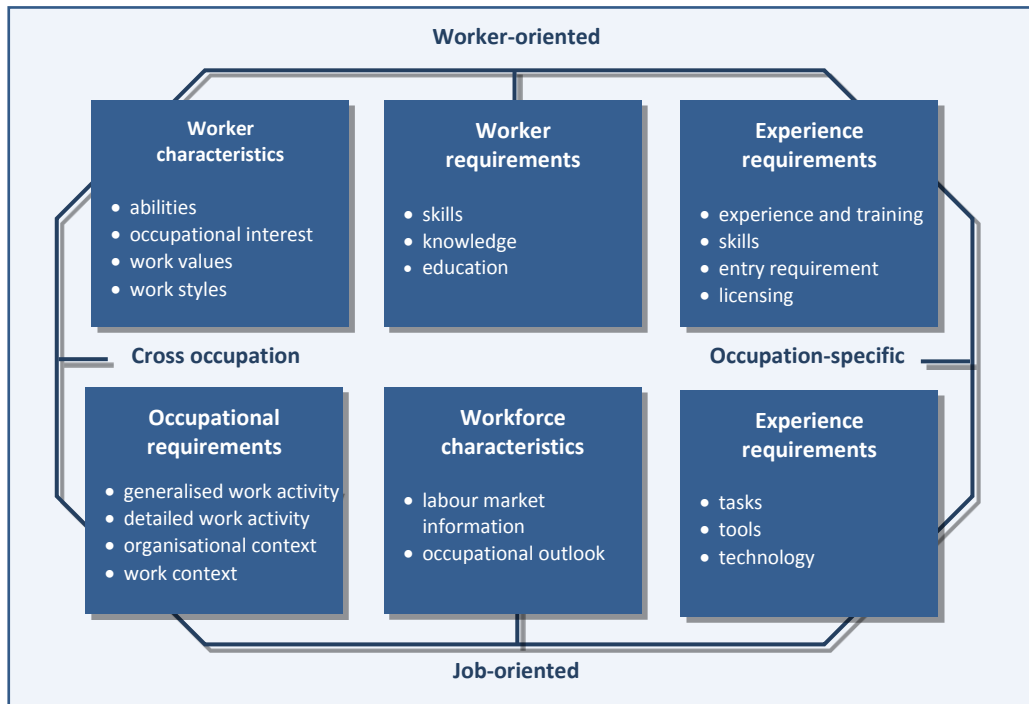 Worker-oriented
Worker
characteristics
• abilities
• occupational interest
• work values
• work styles
Worker
requirements
• skills
• knowledge
• education
Experience
requirements
• experience and training
• skills
• entry requirement
• licensing
Cross occupation
Occupation-specific
Occupational
requirements
• generalised work activity
• detailed work activity
• organisational context
• work context
Workforce
characteristics
• labour market
information
• occupational outlook
Experience
requirements
• tasks
• tools
• technology
Job-oriented